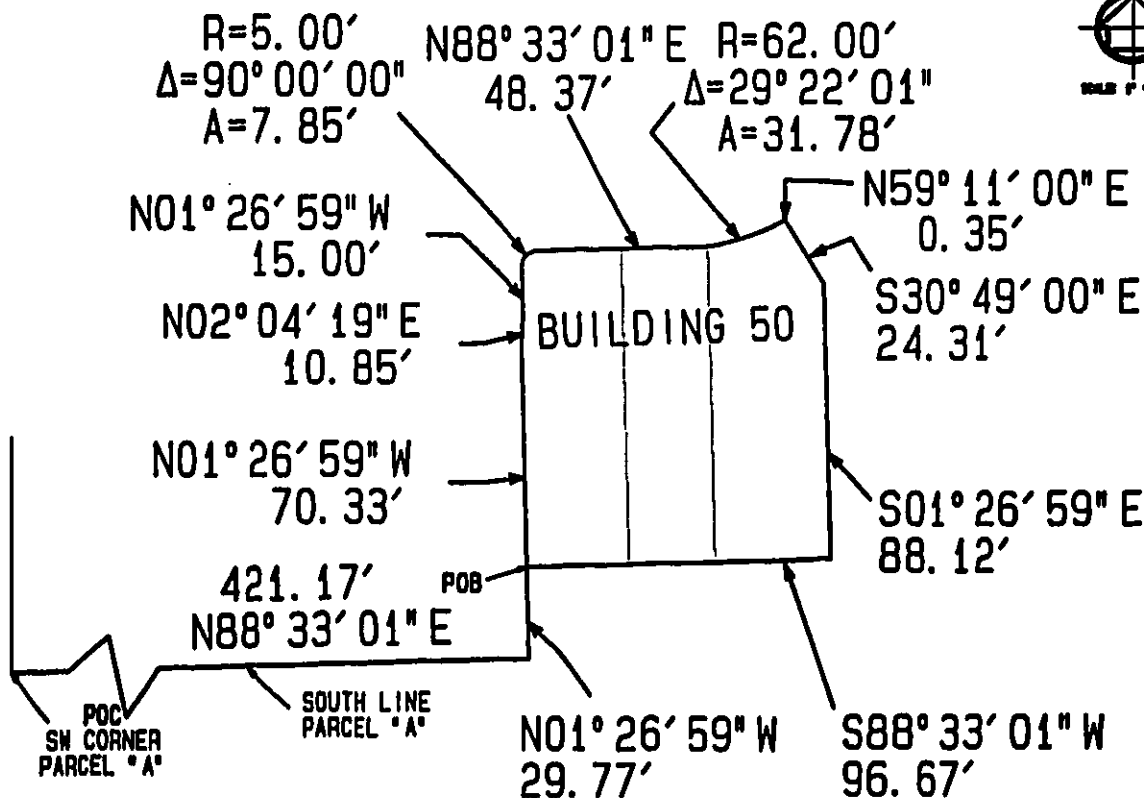 R=5.00'
Δ=90°00'00"
A=7.85'
N88°33'01"E
48.37'
R=62.00'
Δ=29°22'01"
A=31.78'
N59°11'00"E
0.35'
N01°26'59"W
15.00'
S30°49'00"E
24.31'
N02°04'19"E
10.85'
BUILDING 50
N01°26'59"W
70.33'
S01°26'59"E
88.12'
421.17'
N88°33'01"E
POB
POC
SW CORNER
PARCEL "A"
SOUTH LINE
PARCEL "A"
N01°26'59"W
29.77'
S88°33'01"W
96.67'